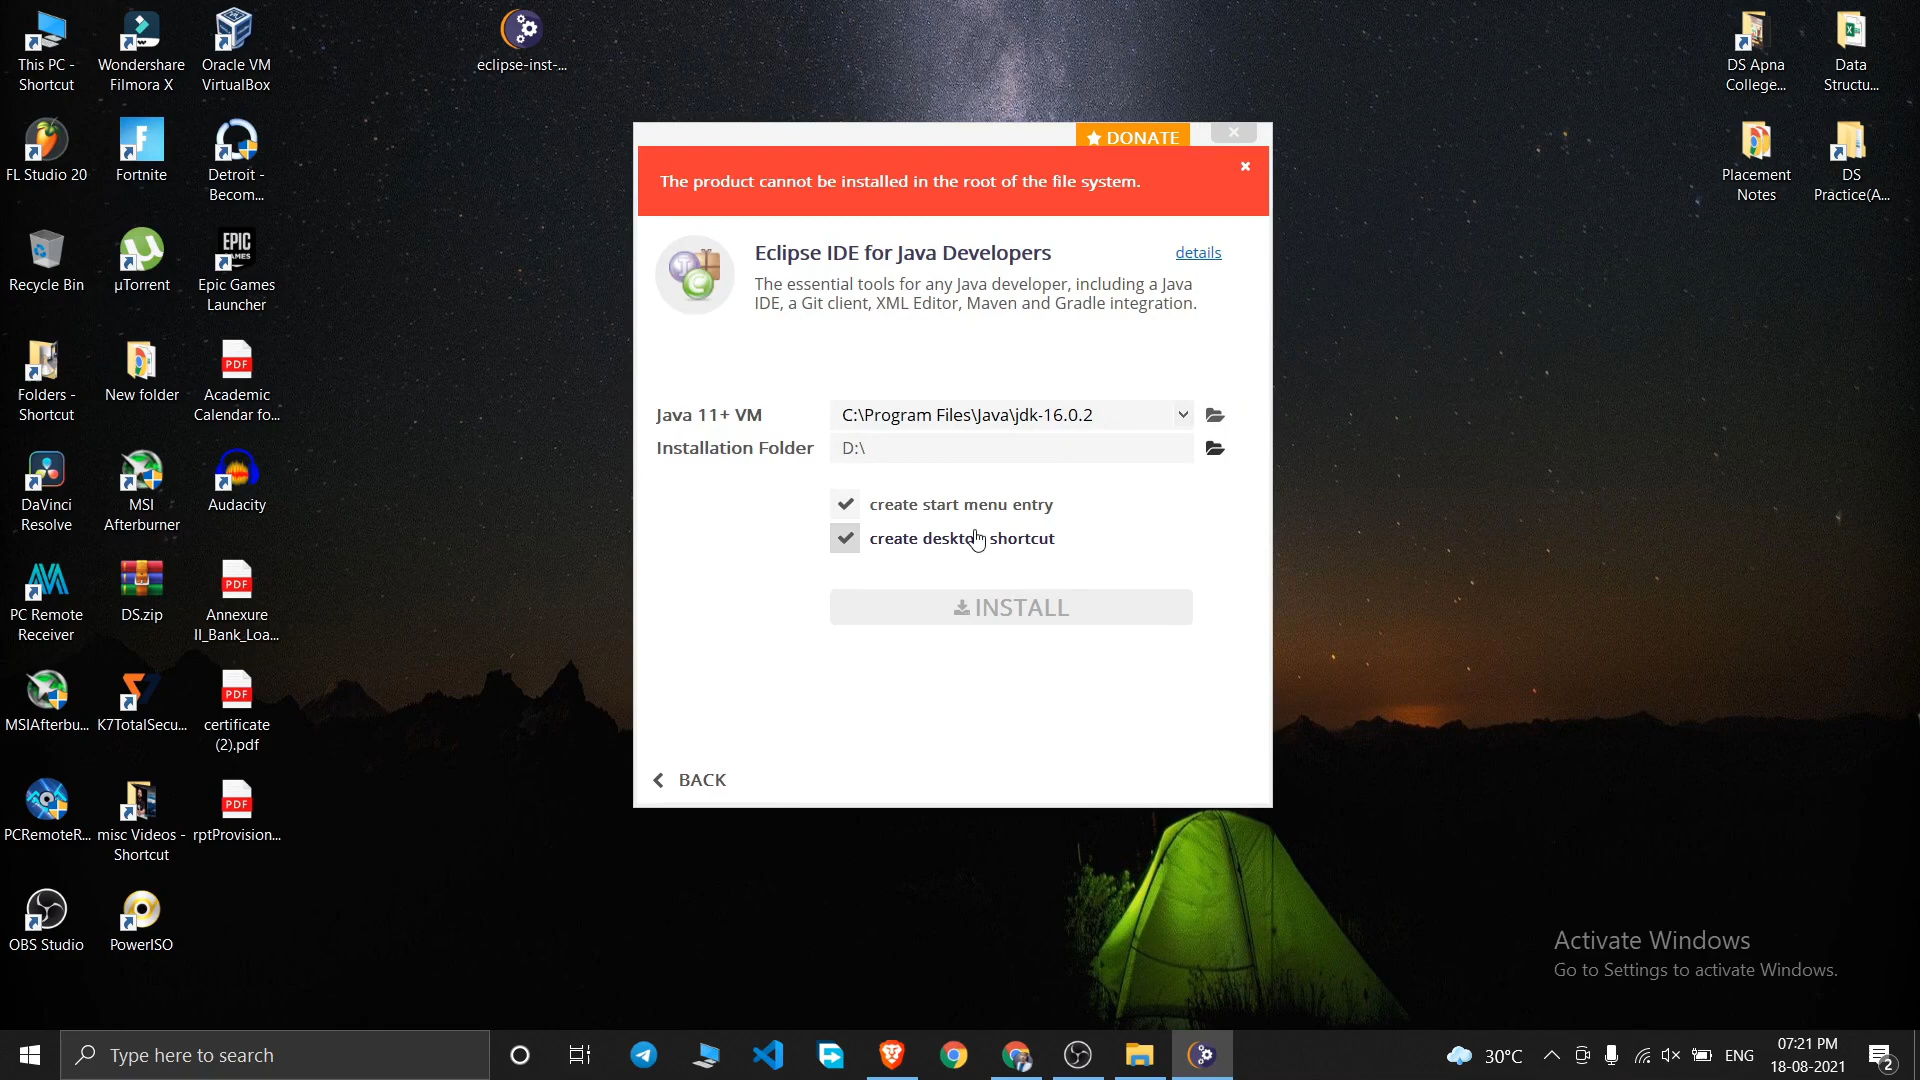 This PC -
Shortcut
Wondershare
Filmora X
Oracle VM
VirtualBox
eclipse-inst-...
DS Apna
College...
Data
Structu...
FL Studio 20
Fortnite
Detroit -
Becom...
Placement
Notes
DS
Practice(A...
Recycle Bin
µTorrent
EPIC
GAMES
Epic Games
Launcher
Folders -
Shortcut
New folder
PDF
Academic
Calendar fo...
DaVinci
Resolve
MSI
Afterburner
Audacity
PC Remote
Receiver
DS.zip
PDF
Annexure
II_Bank_Loa...
MSIAfterbu...
K7TotalSecu...
PDF
certificate
(2).pdf
PCRemoteR...
misc Videos -
Shortcut
PDF
rptProvision...
OBS Studio
PowerISO
DONATE
The product cannot be installed in the root of the file system.
Eclipse IDE for Java Developers
details
The essential tools for any Java developer, including a Java
IDE, a Git client, XML Editor, Maven and Gradle integration.
Java 11+ VM
C:\Program Files\Java\jdk-16.0.2
Installation Folder
D:\
create start menu entry
create desktop shortcut
INSTALL
BACK
Activate Windows
Go to Settings to activate Windows.
Type here to search
30°C
ENG
07:21 PM
18-08-2021
2